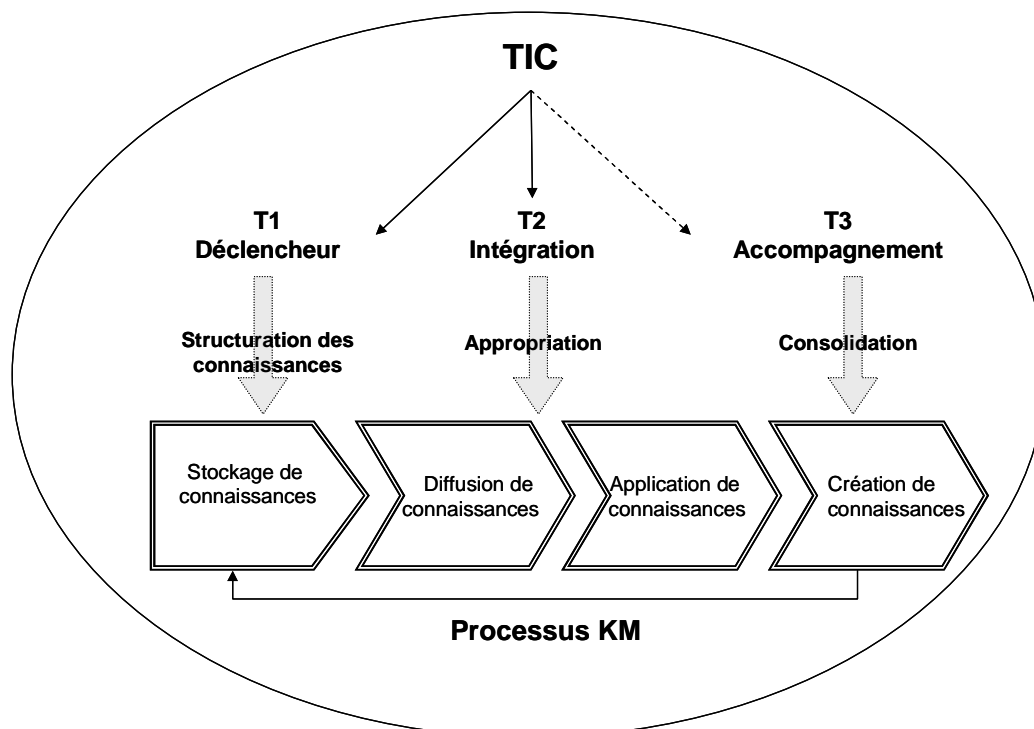 TIC
T1
Déclencheur
T2
Intégration
T3
Accompagnement
Structuration des
connaissances
Appropriation
Consolidation
Stockage de
connaissances
Diffusion de
connaissances
Application de
connaissances
Création de
connaissances
Processus KM